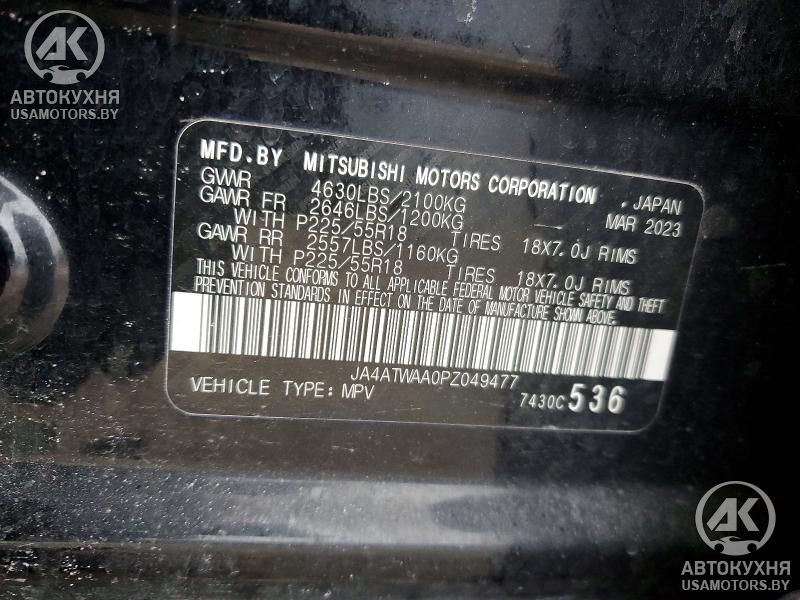 AK
АВТОКУХНЯ
USAMOTORS.BY
MFD.BY MITSUBISHI MOTORS CORPORATION , JAPAN
GVWR 4630LBS/2100KG MAR 2023
GAWR FR 2646LBS/1200KG
WITH P225/55R18 TIRES 18X7.0J RIMS
GAWR RR 2557LBS/1160KG
WITH P225/55R18 TIRES 18X7.0J RIMS
THIS VEHICLE CONFORMS TO ALL APPLICABLE FEDERAL MOTOR VEHICLE SAFETY AND THEFT
PREVENTION STANDARDS IN EFFECT ON THE DATE OF MANUFACTURE SHOWN ABOVE.
JA4ATWAA0PZ049477
VEHICLE TYPE: MPV 7430C 536
AK
АВТОКУХНЯ
USAMOTORS.BY